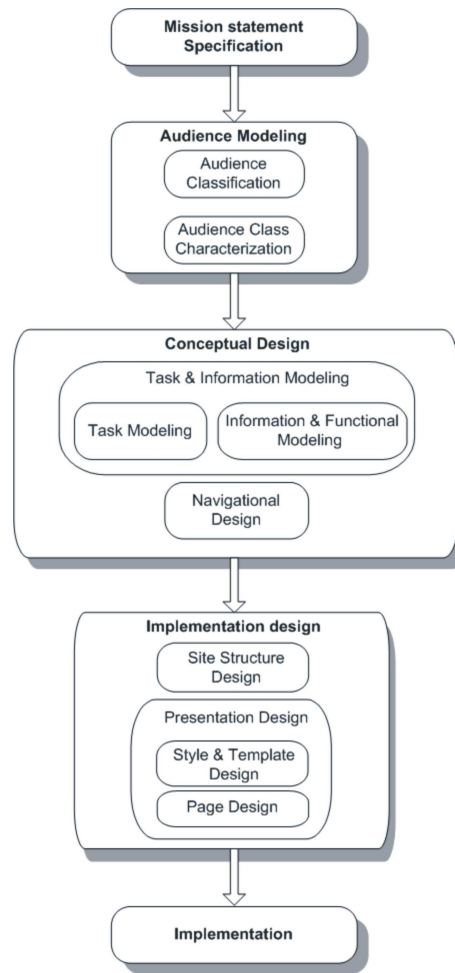 Mission statement
Specification
Audience Modeling
Audience
Classification
Audience Class
Characterization
Conceptual Design
Task & Information Modeling
Task Modeling
Information & Functional
Modeling
Navigational
Design
Implementation design
Site Structure
Design
Presentation Design
Style & Template
Design
Page Design
Implementation